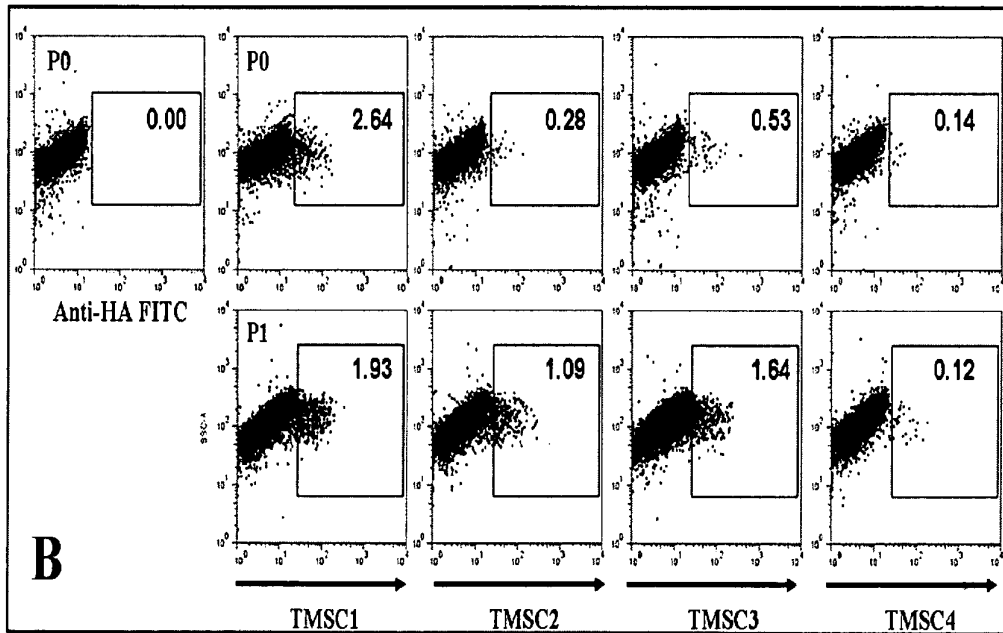 P0
0.00
Anti-HA FITC
P0
2.64
0.28
0.53
0.14
P1
1.93
1.09
1.64
0.12
SSC-A
B
TMSC1
TMSC2
TMSC3
TMSC4